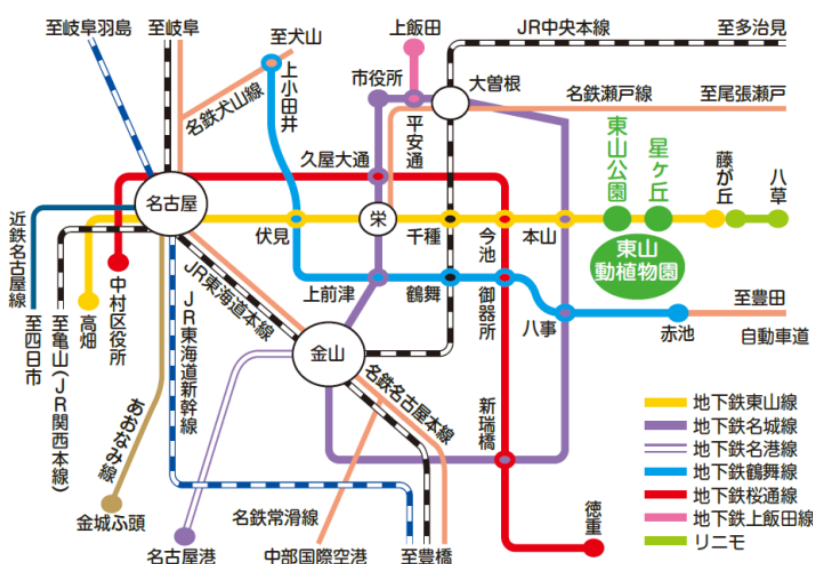 至岐阜羽島
至岐阜
至犬山
上飯田
JR中央本線
至多治見
上小田井
市役所
大曽根
名鉄犬山線
名鉄瀬戸線
至尾張瀬戸
平安通
久屋大通
東山公園
星ヶ丘
藤が丘
八草
名古屋
栄
伏見
千種
今池
本山
東山
動植物園
近鉄名古屋線
JR東海道本線
上前津
鶴舞
御器所
八事
至豊田
赤池
自動車道
中村区役所
高畑
至四日市
至亀山(JR関西本線)
JR東海道新幹線
金山
名鉄名古屋本線
新瑞橋
あおなみ線
金城ふ頭
名古屋港
名鉄常滑線
中部国際空港
至豊橋
徳重
地下鉄東山線
地下鉄名城線
地下鉄名港線
地下鉄鶴舞線
地下鉄桜通線
地下鉄上飯田線
リニモ